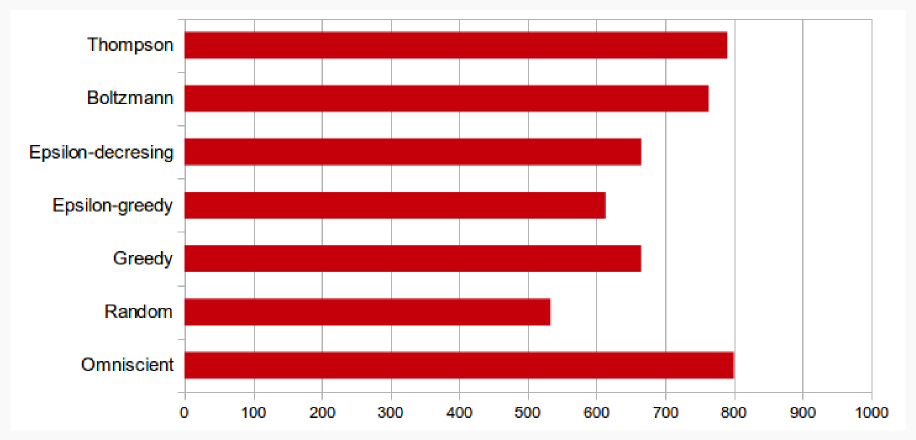 Thompson
Boltzmann
Epsilon-decresing
Epsilon-greedy
Greedy
Random
Omniscient
0 100 200 300 400 500 600 700 800 900 1000